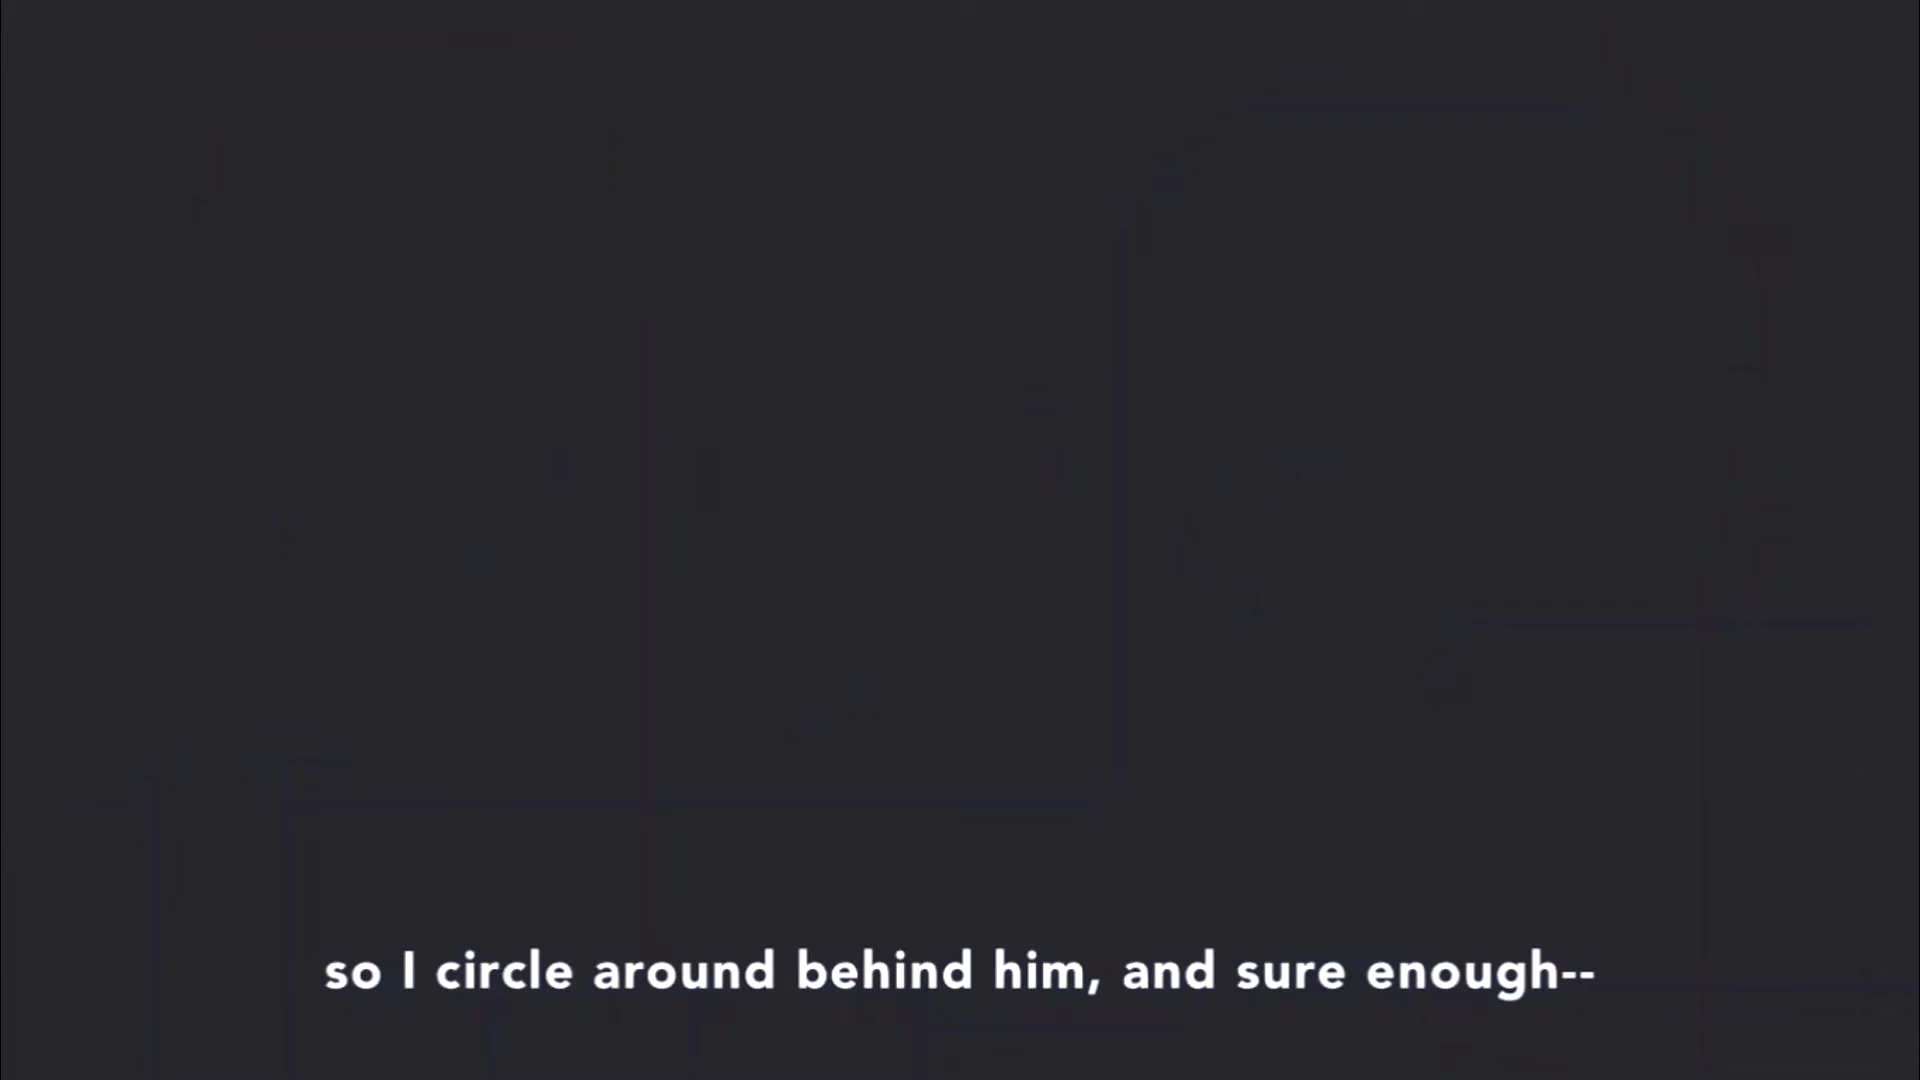 so I circle around behind him, and sure enough--